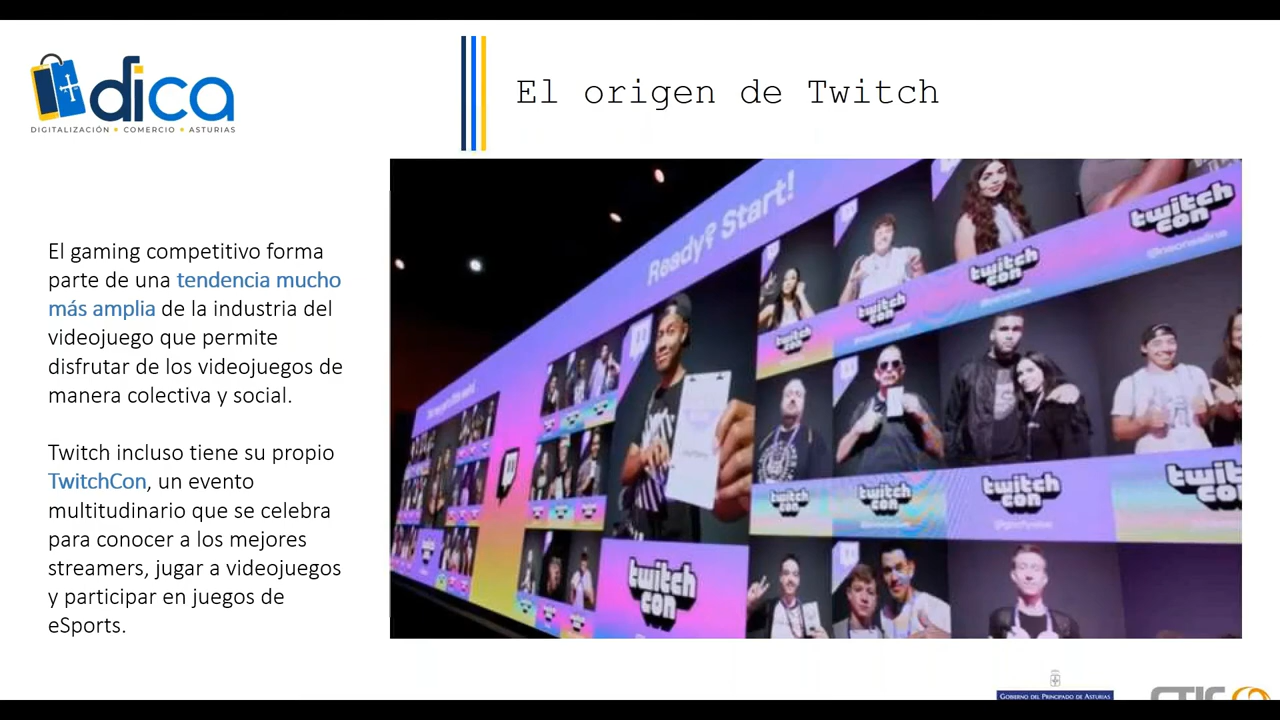 dica
DIGITALIZACIÓN • COMERCIO • ASTURIAS
El origen de Twitch
El gaming competitivo forma
parte de una tendencia mucho
más amplia de la industria del
videojuego que permite
disfrutar de los videojuegos de
manera colectiva y social.
Twitch incluso tiene su propio
TwitchCon, un evento
multitudinario que se celebra
para conocer a los mejores
streamers, jugar a videojuegos
y participar en juegos de
eSports.
Ready? Start!
twitch
con
twitch
con
twitch
con
twitch
con
twitch
con
twitch
con
twitch
con
twitch
con
GOBIERNO DEL PRINCIPADO DE ASTURIAS